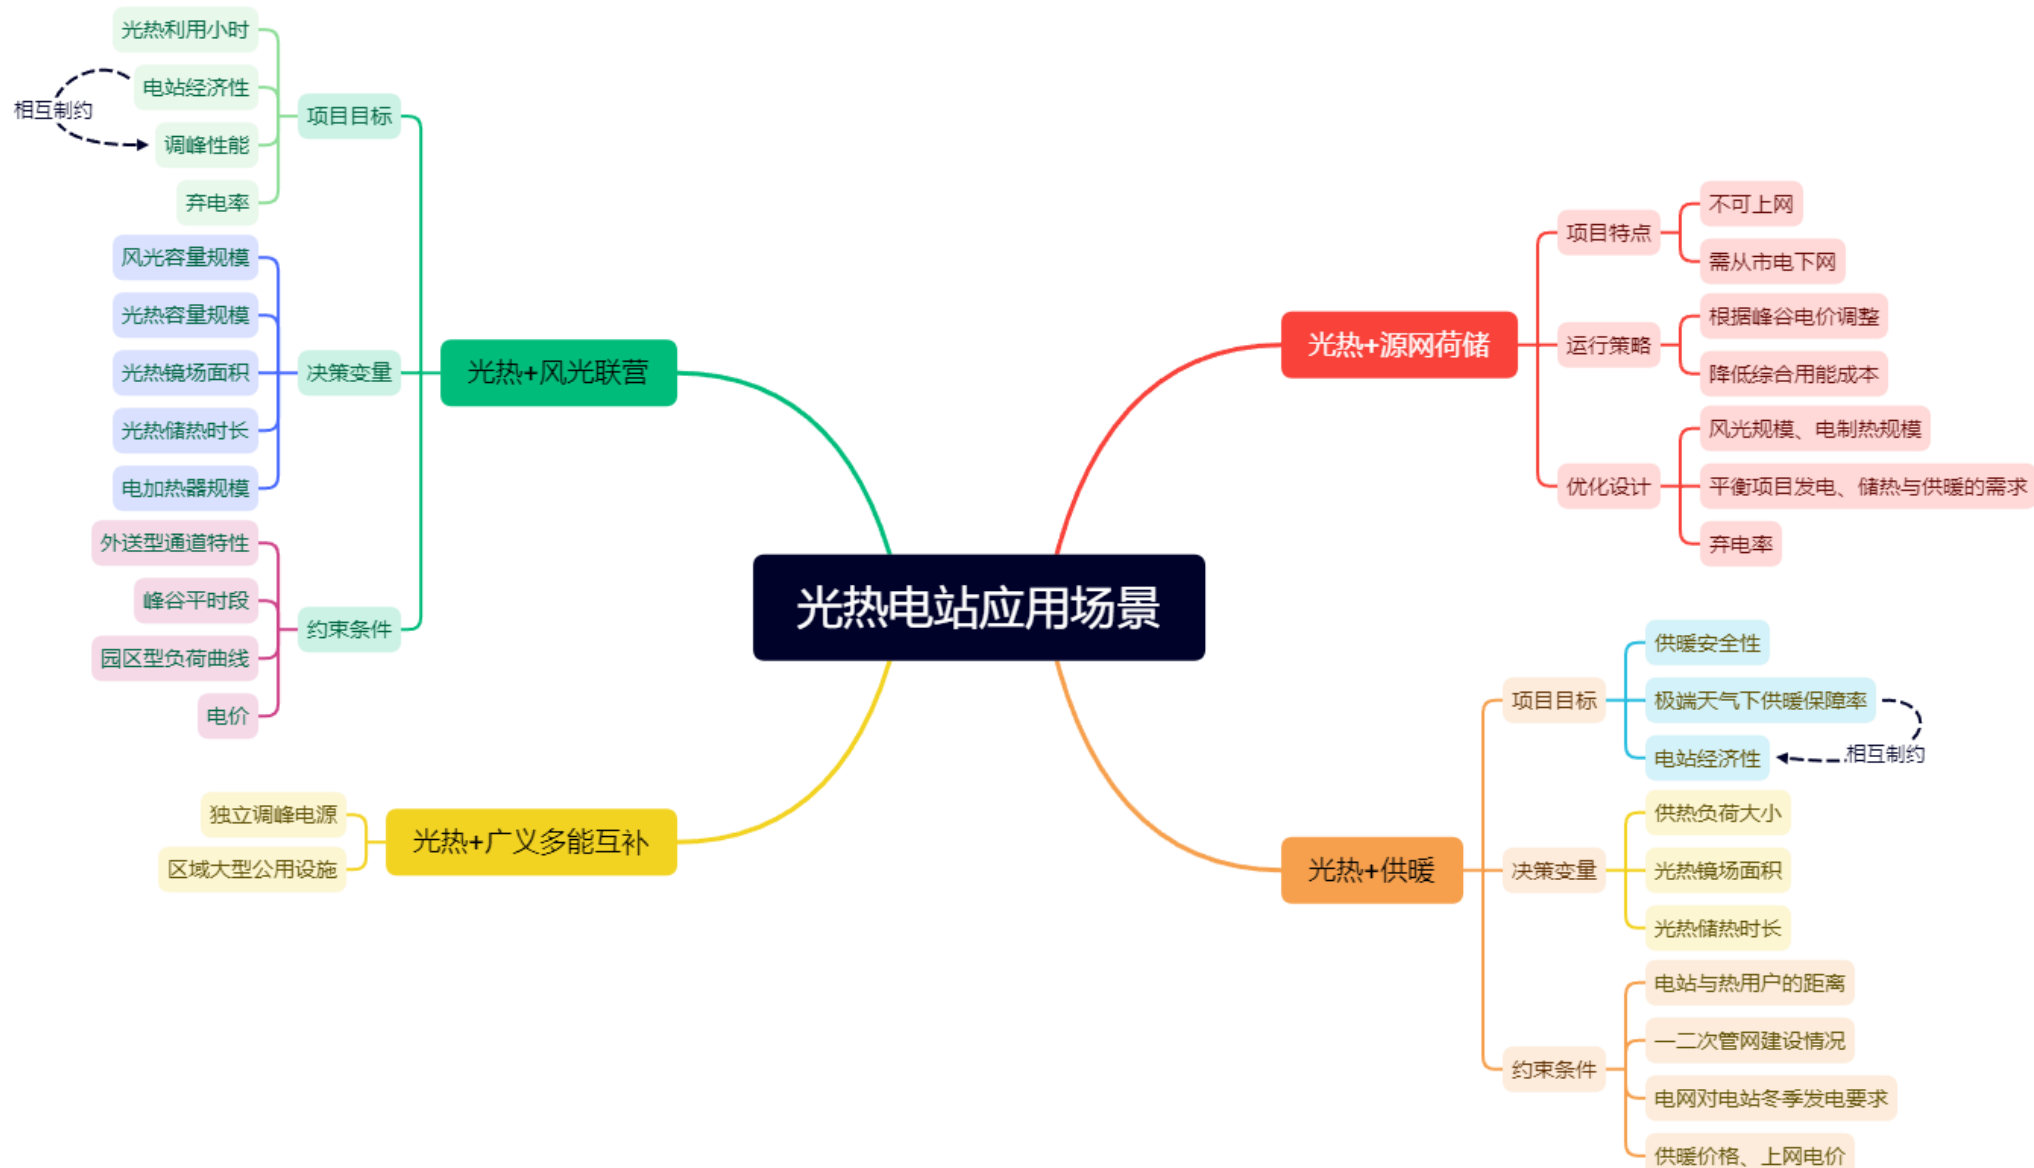 光热电站应用场景
光热+风光联营
项目目标
光热利用小时
电站经济性
相互制约
调峰性能
弃电率
决策变量
风光容量规模
光热容量规模
光热镜场面积
光热储热时长
电加热器规模
约束条件
外送型通道特性
峰谷平时段
园区型负荷曲线
电价
光热+广义多能互补
独立调峰电源
区域大型公用设施
光热+源网荷储
项目特点
不可上网
需从市电下网
运行策略
根据峰谷电价调整
降低综合用能成本
优化设计
风光规模、电制热规模
平衡项目发电、储热与供暖的需求
弃电率
光热+供暖
项目目标
供暖安全性
极端天气下供暖保障率
相互制约
电站经济性
决策变量
供热负荷大小
光热镜场面积
光热储热时长
约束条件
电站与热用户的距离
一二次管网建设情况
电网对电站冬季发电要求
供暖价格、上网电价